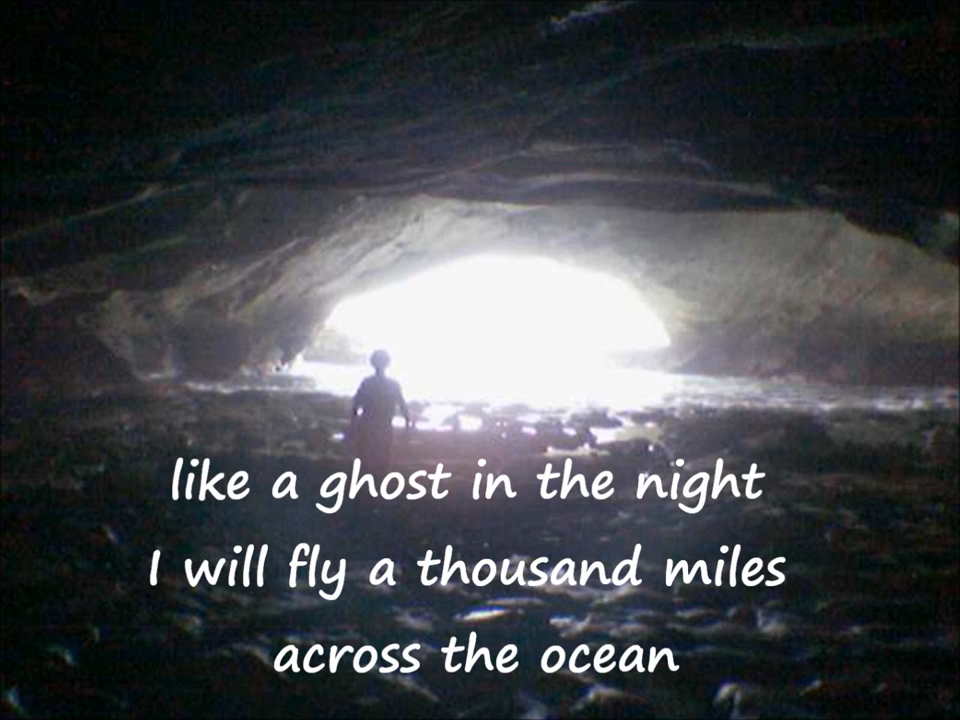 like a ghost in the night
I will fly a thousand miles
across the ocean